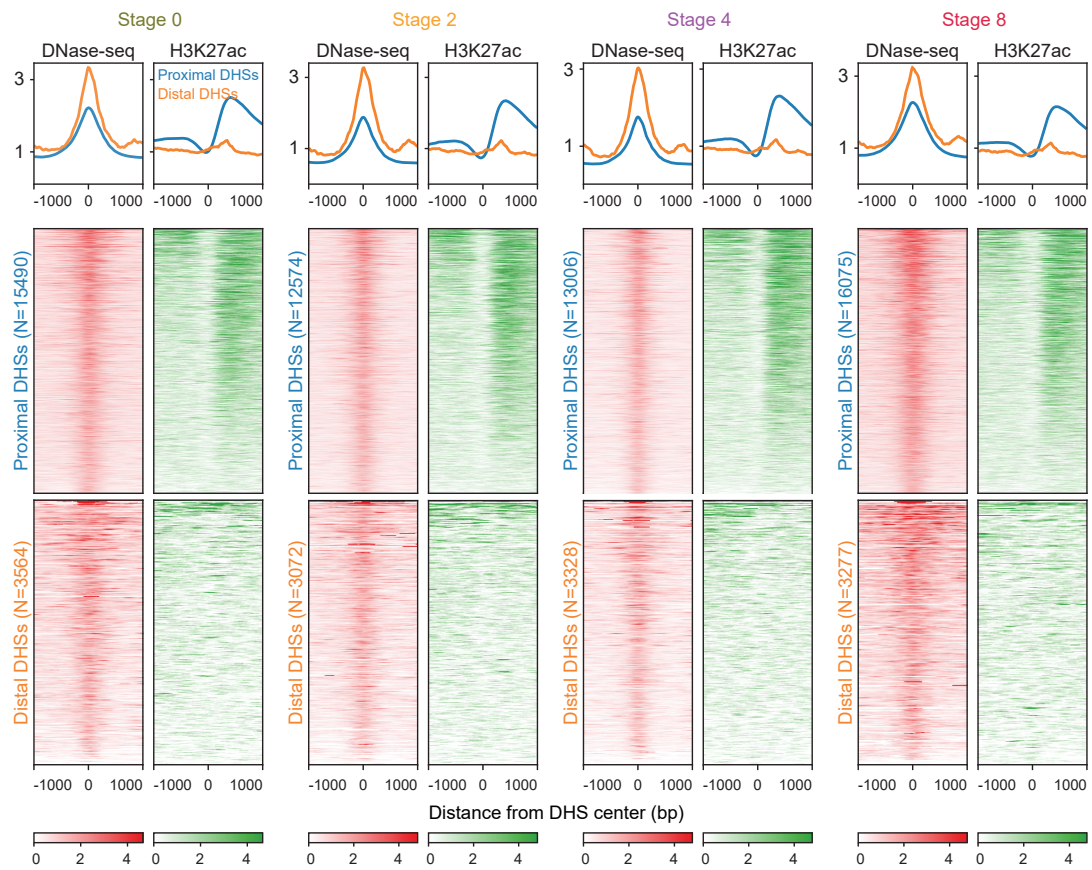 Stage 0
Stage 2
Stage 4
Stage 8
DNase-seq H3K27ac
DNase-seq H3K27ac
DNase-seq H3K27ac
DNase-seq H3K27ac
Proximal DHSs
Distal DHSs
3
1
3
1
3
1
3
1
-1000 0 1000 -1000 0 1000
-1000 0 1000 -1000 0 1000
-1000 0 1000 -1000 0 1000
-1000 0 1000 -1000 0 1000
Proximal DHSs (N=15490)
Proximal DHSs (N=12574)
Proximal DHSs (N=13006)
Proximal DHSs (N=16075)
Distal DHSs (N=3564)
Distal DHSs (N=3072)
Distal DHSs (N=3328)
Distal DHSs (N=3277)
-1000 0 1000 -1000 0 1000
-1000 0 1000 -1000 0 1000
-1000 0 1000 -1000 0 1000
-1000 0 1000 -1000 0 1000
Distance from DHS center (bp)
0 2 4 0 2 4
0 2 4 0 2 4
0 2 4 0 2 4
0 2 4 0 2 4